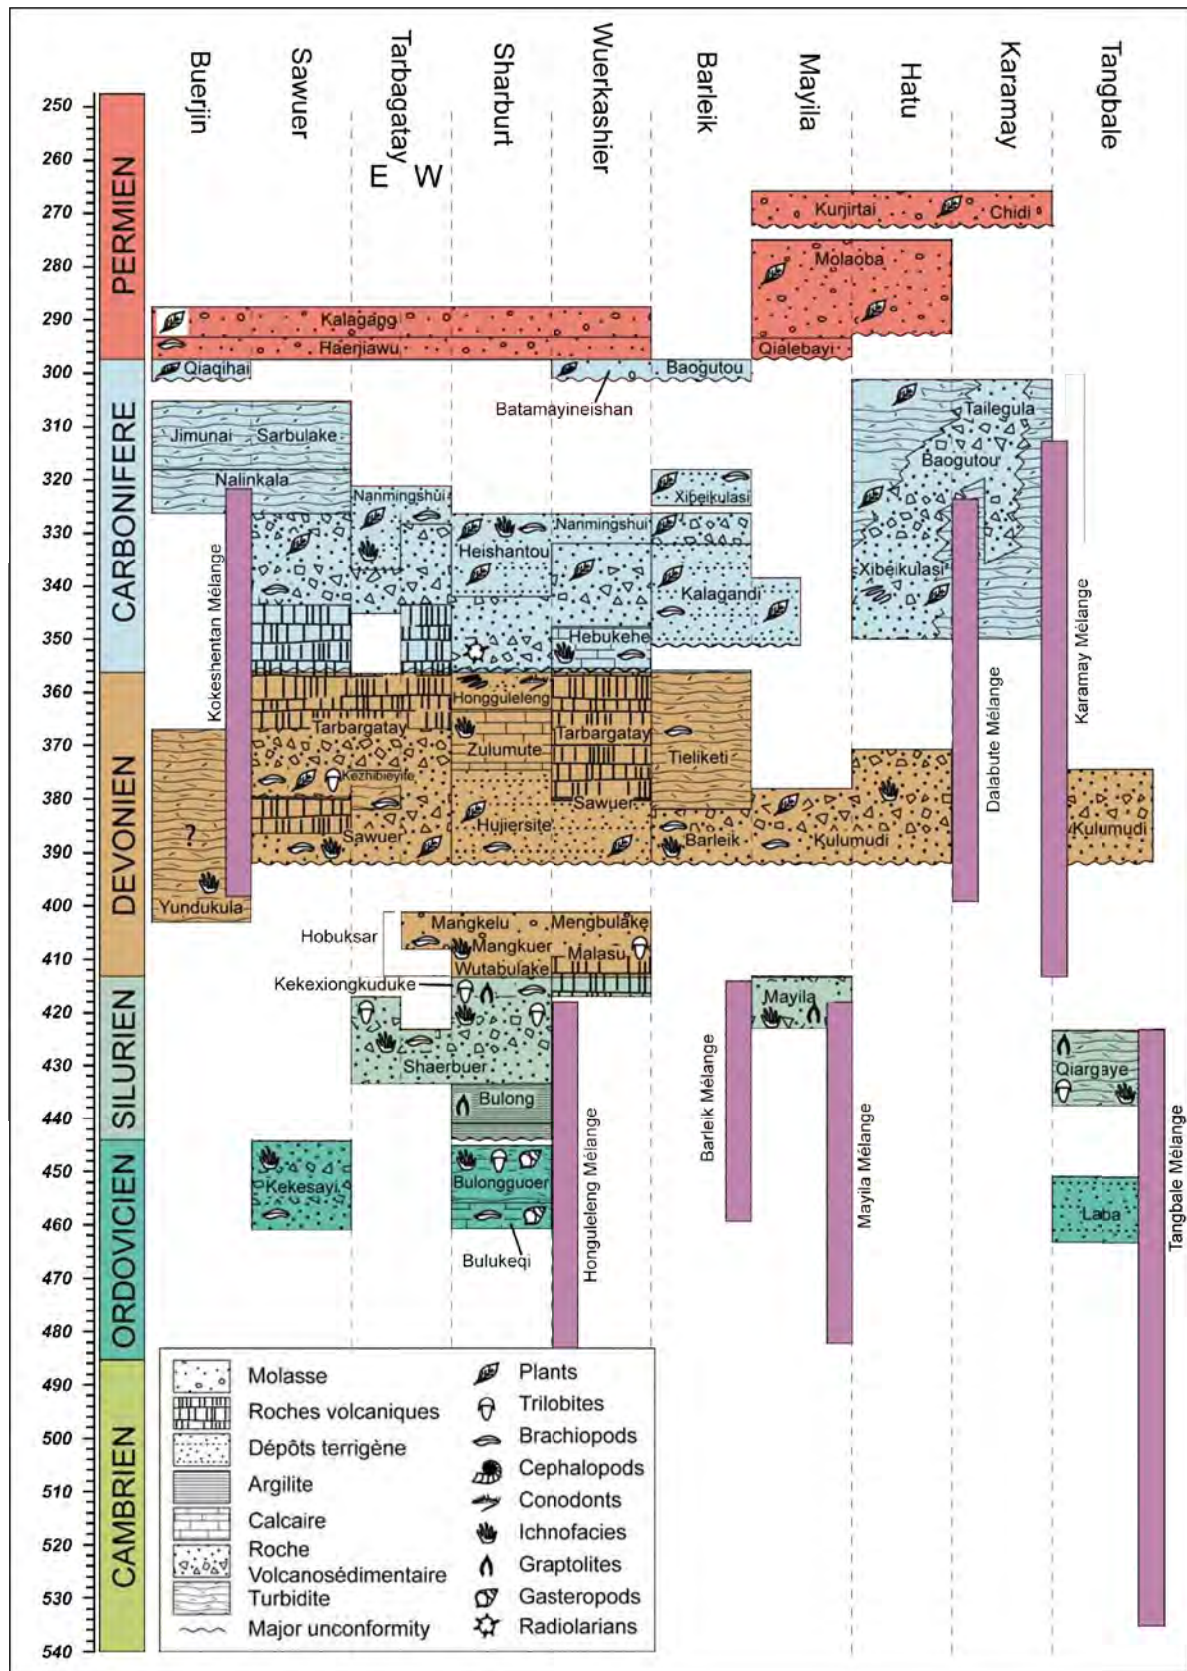 Buerjin
Sawuer
Tarbagatay
E W
Sharburt
Wuerkashier
Barleik
Mayila
Hatu
Karamay
Tangbale
250
260
270
280
290
300
310
320
330
340
350
360
370
380
390
400
410
420
430
440
450
460
470
480
490
500
510
520
530
540
PERMIEN
CARBONIFERE
DEVONIEN
SILURIEN
ORDOVICIEN
CAMBRIEN
Kurjirtai
Chidi
Molaoba
Qialebayi
Kalagang
Haerjiawu
Qiaqihai
Baogutou
Batamayineishan
Jimunai
Sarbulake
Nalinkala
Nanmingshui
Heishantou
Nanmingshui
Hebukehe
Xibeikulasi
Kalagandi
Tailegula
Baogutou
Xibeikulasi
Kokeshentan Mélange
Karamay Mélange
Dalabute Mélange
Tarbargatay
Kezhibieyite
Sawuer
Hongguleleng
Zulumute
Hujiersite
Tarbargatay
Sawuer
Tieliketi
Barleik
Kulumudi
Kulumudi
?
Yundukula
Hobuksar
Mangkelu
Mangkuer
Wutabulake
Mengbulake
Malasu
Kekexiongkuduke
Shaerbuer
Bulong
Mayila
Qiargaye
Kekesayi
Bulongguoer
Bulukeqi
Laba
Honguleleng Mélange
Barleik Mélange
Mayila Mélange
Tangbale Mélange
Molasse
Roches volcaniques
Dépôts terrigène
Argilite
Calcaire
Roche
Volcanosédimentaire
Turbidite
Major unconformity
Plants
Trilobites
Brachiopods
Cephalopods
Conodonts
Ichnofacies
Graptolites
Gasteropods
Radiolarians